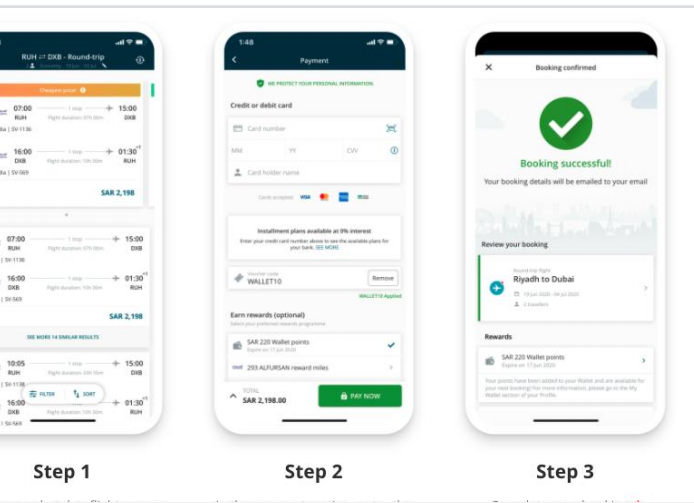 RUH ⇌ DXB - Round-trip
Cheapest price!
07:00 1 stop 15:00
RUH Flight duration: 07h 00m DXB
| SV-1136
16:00 1 stop 01:30 +1
DXB Flight duration: 10h 30m RUH
| SV-569
SAR 2,198
07:00 1 stop 15:00
RUH Flight duration: 07h 00m DXB
| SV-1136
16:00 1 stop 01:30 +1
DXB Flight duration: 10h 30m RUH
| SV-569
SAR 2,198
SEE MORE 14 SIMILAR RESULTS
10:05 1 stop 15:00
RUH DXB
| SV-1138
FILTER SORT
16:00 01:30 +1
DXB Flight duration: 10h 30m RUH
| SV-569
Step 1
1:48
Payment
WE PROTECT YOUR PERSONAL INFORMATION.
Credit or debit card
Card number
MM YY CVV
Card holder name
Cards accepted VISA
Installment plans available at 0% interest
Enter your credit card number above to see the available plans for
your bank. SEE MORE
Voucher code
WALLET10 Remove
WALLET10 Applied
Earn rewards (optional)
Select your preferred rewards programme
SAR 220 Wallet points
Expire on 17 Jun 2020
293 ALFURSAN reward miles
TOTAL
SAR 2,198.00 PAY NOW
Step 2
Booking confirmed
Booking successful!
Your booking details will be emailed to your email
Review your booking
Round-trip flight
Riyadh to Dubai
19 Jun 2020 - 04 Jul 2020
2 travellers
Rewards
SAR 220 Wallet points
Expire on 17 Jun 2020
Your points have been added to your Wallet and are available for
your next booking! For more information, please go to the My
Wallet section of your Profile.
Step 3